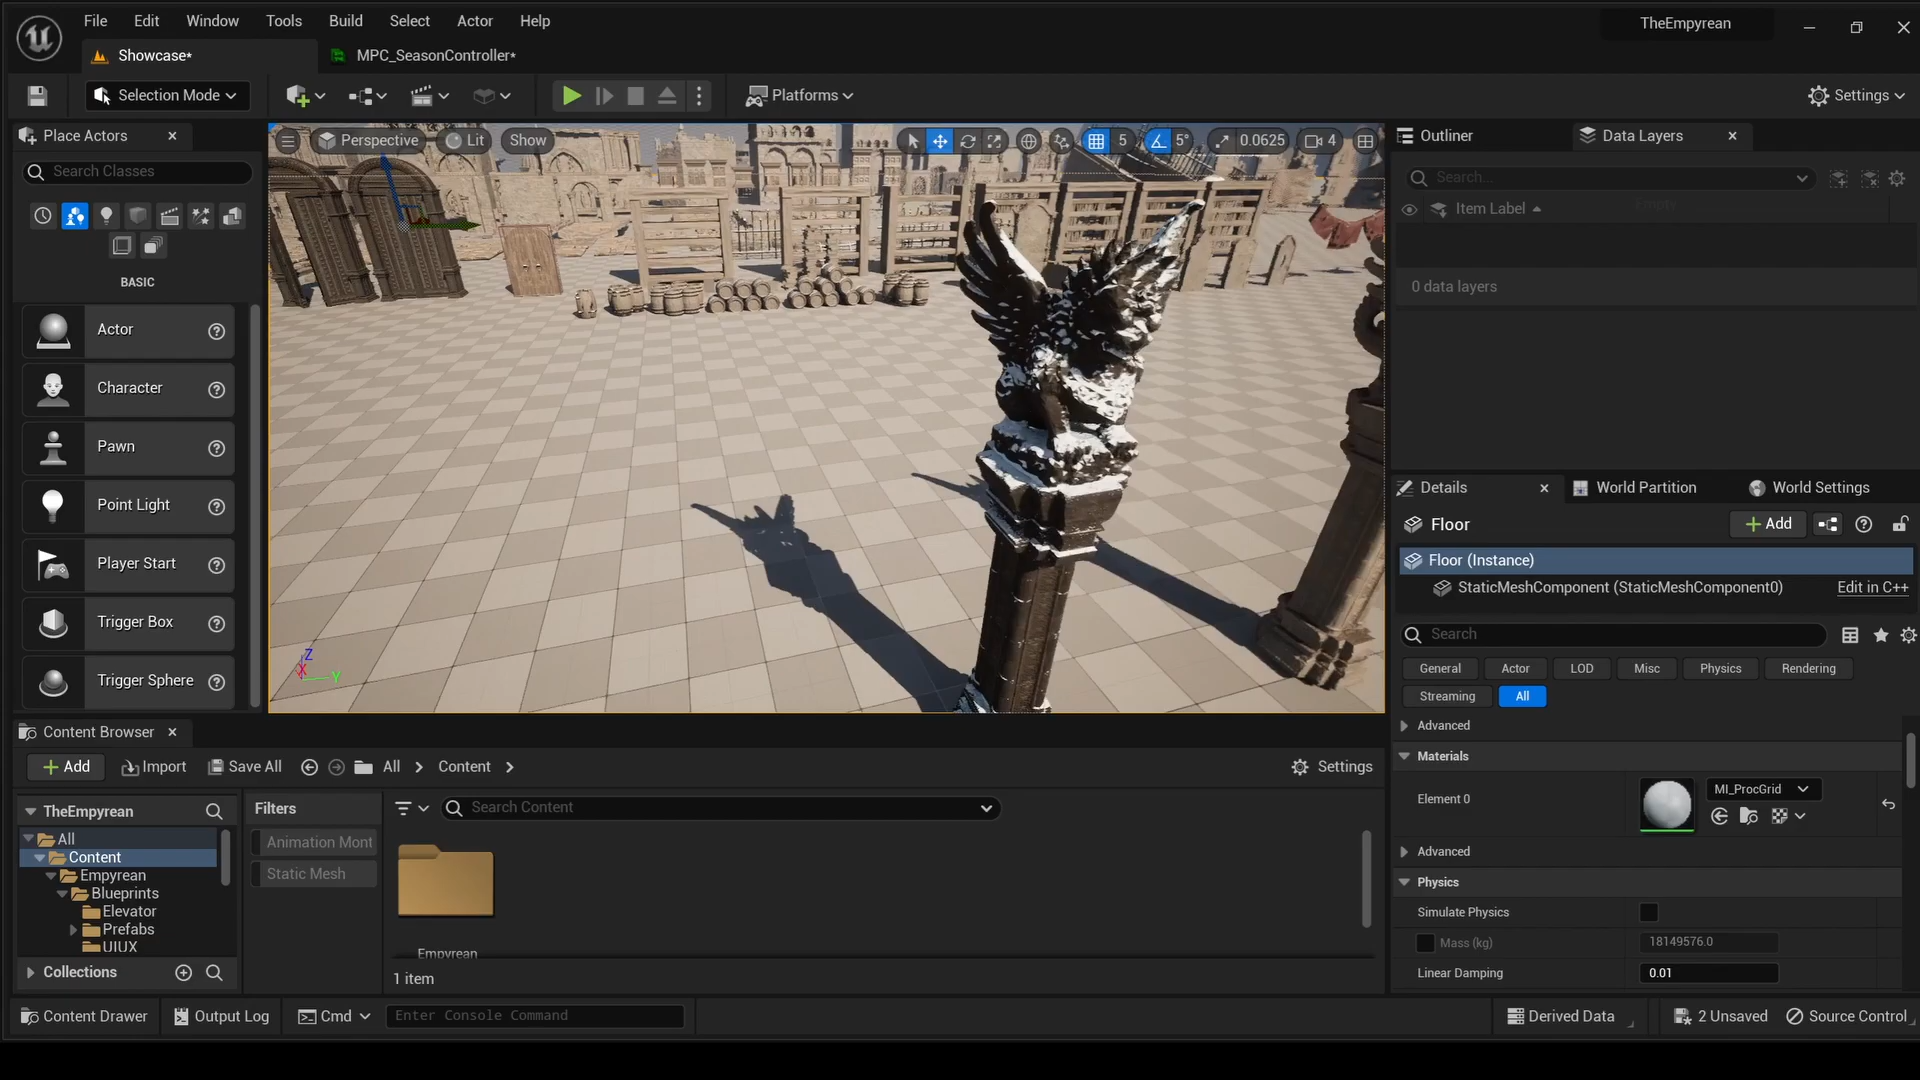 File Edit Window Tools Build Select Actor Help
TheEmpyrean
Showcase*
MPC_SeasonController*
Selection Mode
Platforms
Settings
Place Actors
Search Classes
BASIC
Actor
Character
Pawn
Point Light
Player Start
Trigger Box
Trigger Sphere
Perspective
Lit
Show
5
5°
0.0625
4
Z
X
Y
Outliner
Data Layers
Search...
Item Label
Empty
0 data layers
Details
World Partition
World Settings
Floor
Add
Floor (Instance)
StaticMeshComponent (StaticMeshComponent0)
Edit in C++
Search
General
Actor
LOD
Misc
Physics
Rendering
Streaming
All
Advanced
Materials
Element 0
MI_ProcGrid
Advanced
Physics
Simulate Physics
Mass (kg)
18149576.0
Linear Damping
0.01
Content Browser
Add
Import
Save All
All
Content
Settings
TheEmpyrean
All
Content
Empyrean
Blueprints
Elevator
Prefabs
UIUX
Collections
Filters
Animation Mont
Static Mesh
Search Content
Empyrean
1 item
Content Drawer
Output Log
Cmd
Enter Console Command
Derived Data
2 Unsaved
Source Control